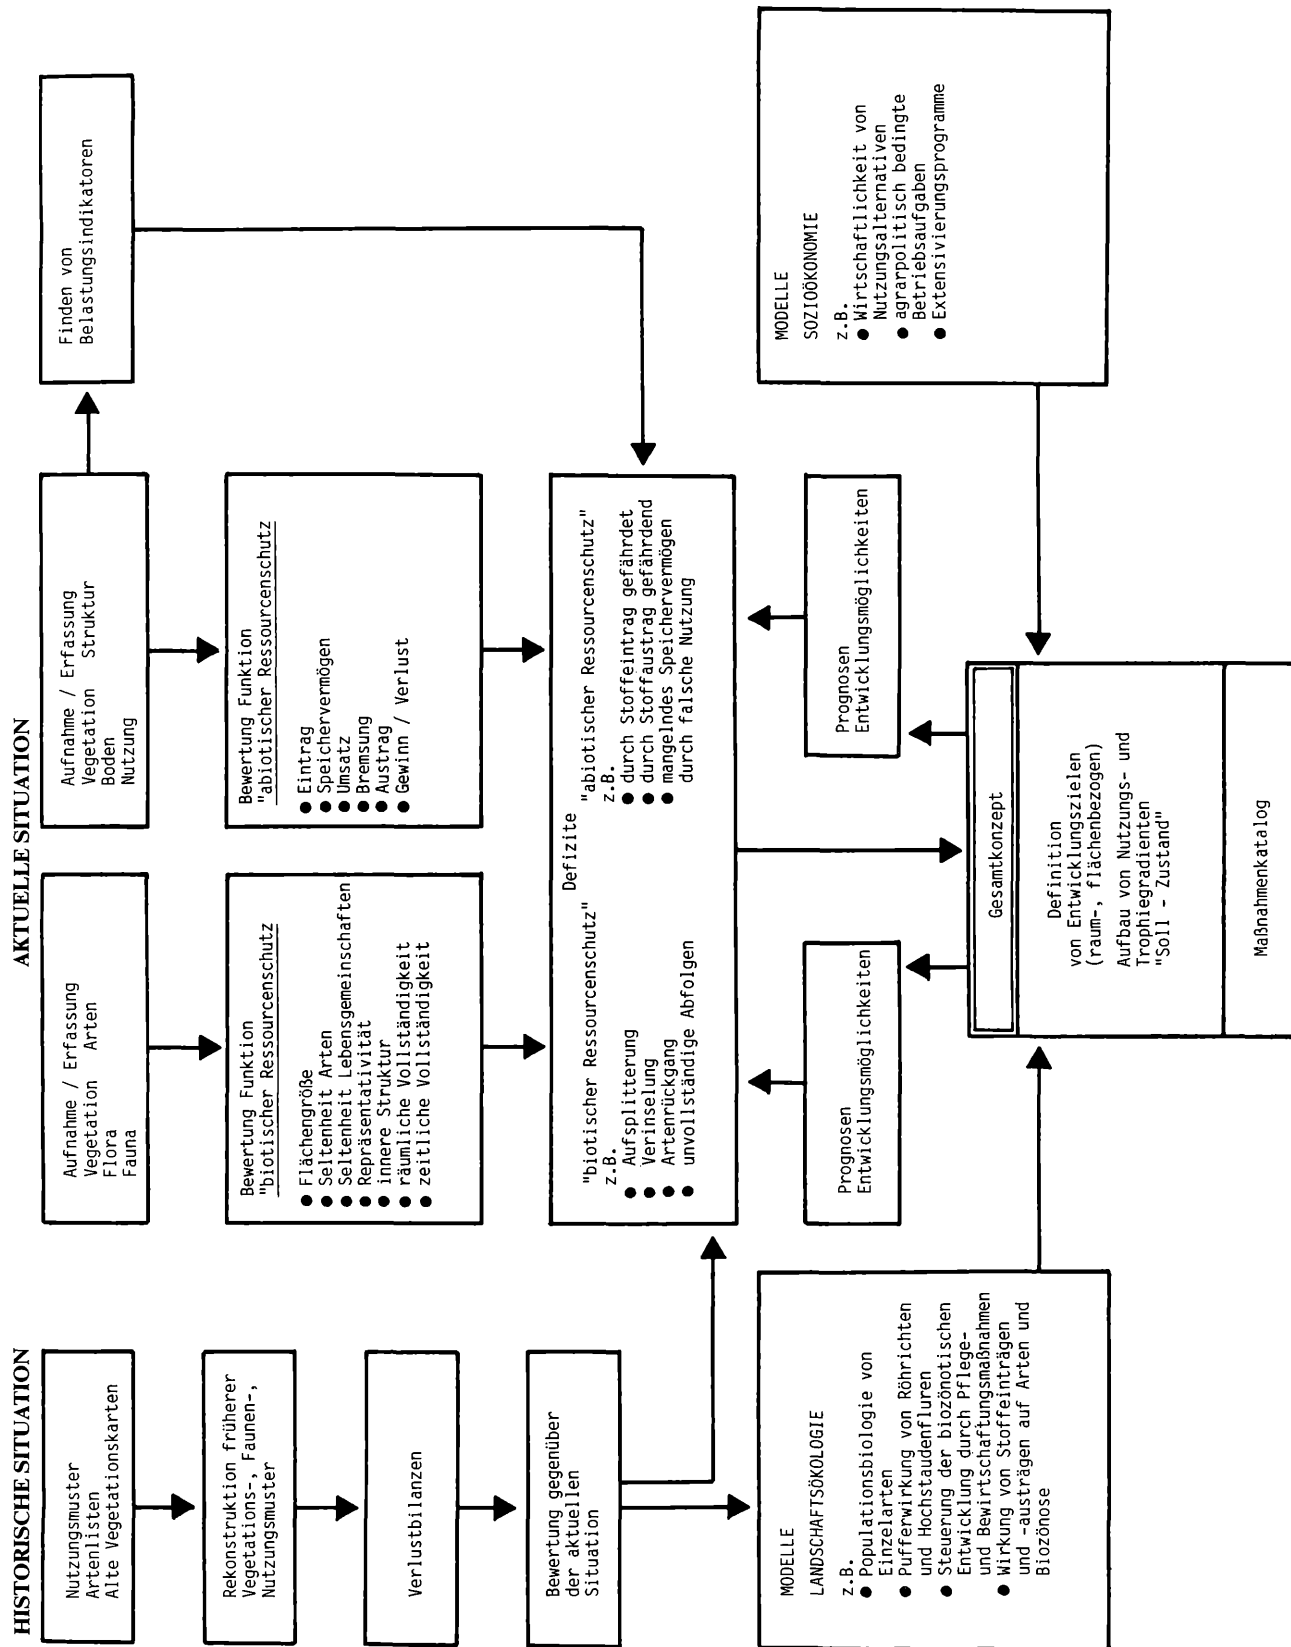 HISTORISCHE SITUATION
AKTUELLE SITUATION
Nutzungsmuster
Artenlisten
Alte Vegetationskarten
Rekonstruktion früherer
Vegetations-, Faunen-,
Nutzungsmuster
Verlustbilanzen
Bewertung gegenüber
der aktuellen
Situation
Aufnahme / Erfassung
Vegetation Arten
Flora
Fauna
Bewertung Funktion
"biotischer Ressourcenschutz
● Flächengröße
● Seltenheit Arten
● Seltenheit Lebensgemeinschaften
● Repräsentativität
● innere Struktur
● räumliche Vollständigkeit
● zeitliche Vollständigkeit
Aufnahme / Erfassung
Vegetation Struktur
Boden
Nutzung
Bewertung Funktion
"abiotischer Ressourcenschutz
● Eintrag
● Speichervermögen
● Umsatz
● Bremsung
● Austrag
● Gewinn / Verlust
Finden von
Belastungsindikatoren
Defizite
"biotischer Ressourcenschutz"
z.B.
● Aufsplitterung
● Verinselung
● Artenrückgang
● unvollständige Abfolgen
"abiotischer Ressourcenschutz"
z.B.
● durch Stoffeintrag gefährdet
● durch Stoffaustrag gefährdend
● mangelndes Speichervermögen
durch falsche Nutzung
Prognosen
Entwicklungsmöglichkeiten
Prognosen
Entwicklungsmöglichkeiten
MODELLE
LANDSCHAFTSÖKOLOGIE
z.B.
● Populationsbiologie von
Einzelarten
● Pufferwirkung von Röhrichten
und Hochstaudenfluren
● Steuerung der biozönotischen
Entwicklung durch Pflege-
und Bewirtschaftungsmaßnahmen
● Wirkung von Stoffeinträgen
und -austrägen auf Arten und
Biozönose
Gesamtkonzept
Definition
von Entwicklungszielen
(raum-, flächenbezogen)
Aufbau von Nutzungs- und
Trophiegradienten
"Soll - Zustand"
Maßnahmenkatalog
MODELLE
SOZIOÖKONOMIE
z.B.
● Wirtschaftlichkeit von
Nutzungsalternativen
● agrarpolitisch bedingte
Betriebsaufgaben
● Extensivierungsprogramme